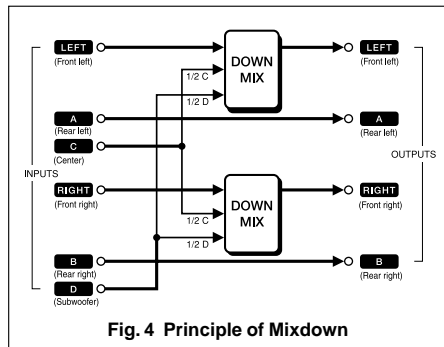 LEFT
(Front left)
1/2 C
1/2 D
DOWN
MIX
LEFT
(Front left)
A
(Rear left)
A
(Rear left)
C
(Center)
INPUTS
OUTPUTS
RIGHT
(Front right)
1/2 C
1/2 D
DOWN
MIX
RIGHT
(Front right)
B
(Rear right)
B
(Rear right)
D
(Subwoofer)
Fig. 4 Principle of Mixdown